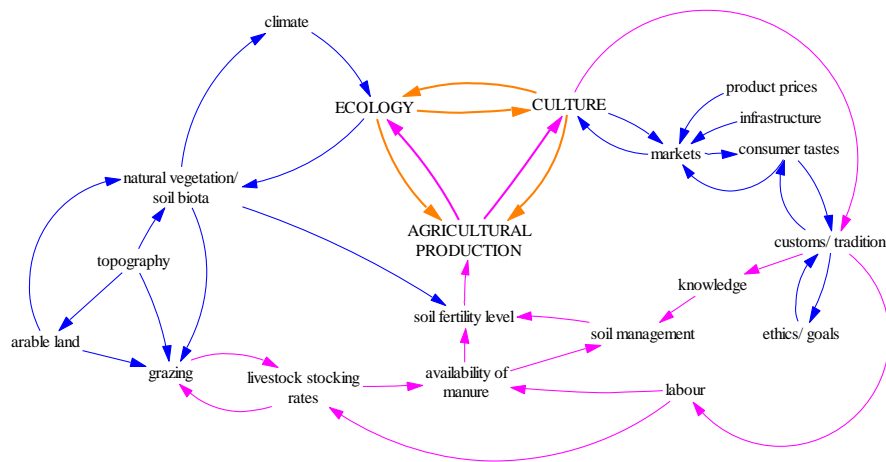 climate
ECOLOGY
CULTURE
product prices
infrastructure
markets
consumer tastes
natural vegetation/
soil biota
AGRICULTURAL
PRODUCTION
customs/ tradition
topography
knowledge
arable land
soil fertility level
soil management
ethics/ goals
grazing
livestock stocking
rates
availability of
manure
labour